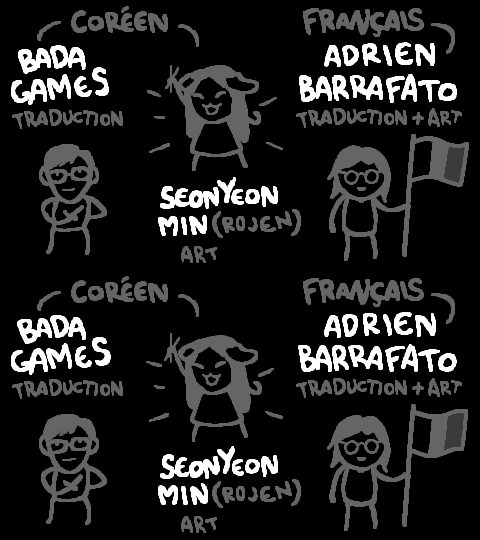 CORÉEN
BADA
GAMES
TRADUCTION
SEONYEON
MIN (ROJEN)
ART
FRANÇAIS
ADRIEN
BARRAFATO
TRADUCTION + ART
CORÉEN
BADA
GAMES
TRADUCTION
SEONYEON
MIN (ROJEN)
ART
FRANÇAIS
ADRIEN
BARRAFATO
TRADUCTION + ART